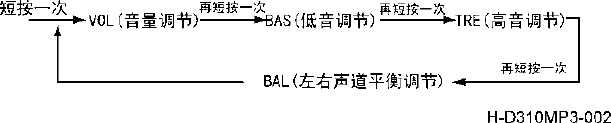 短按一次 VOL(音量调节) 再短按一次 BAS(低音调节) 再短按一次 TRE(高音调节)
再短按一次
BAL(左右声道平衡调节)
H-D310MP3-002